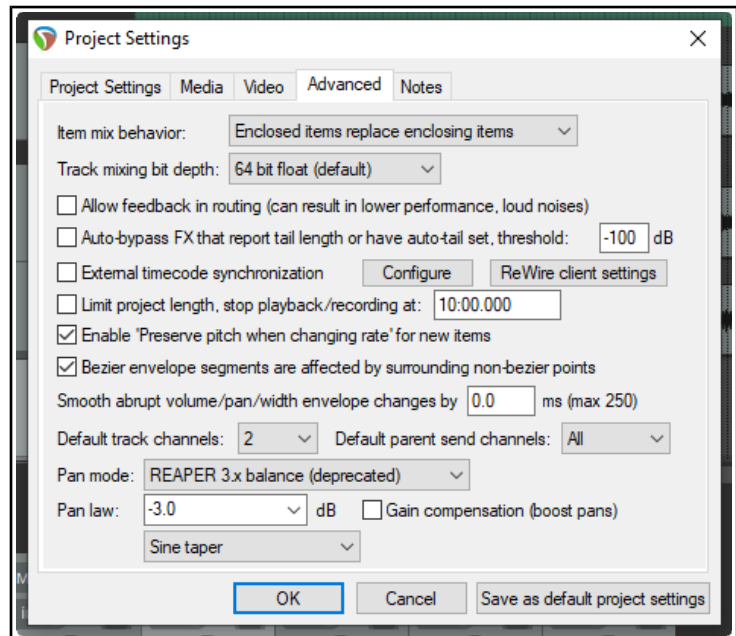 Project Settings
Project Settings Media Video Advanced Notes
Item mix behavior: Enclosed items replace enclosing items
Track mixing bit depth: 64 bit float (default)
Allow feedback in routing (can result in lower performance, loud noises)
Auto-bypass FX that report tail length or have auto-tail set, threshold: -100 dB
External timecode synchronization Configure ReWire client settings
Limit project length, stop playback/recording at: 10:00.000
Enable 'Preserve pitch when changing rate' for new items
Bezier envelope segments are affected by surrounding non-bezier points
Smooth abrupt volume/pan/width envelope changes by 0.0 ms (max 250)
Default track channels: 2 Default parent send channels: All
Pan mode: REAPER 3.x balance (deprecated)
Pan law: -3.0 dB Gain compensation (boost pans)
Sine taper
OK Cancel Save as default project settings